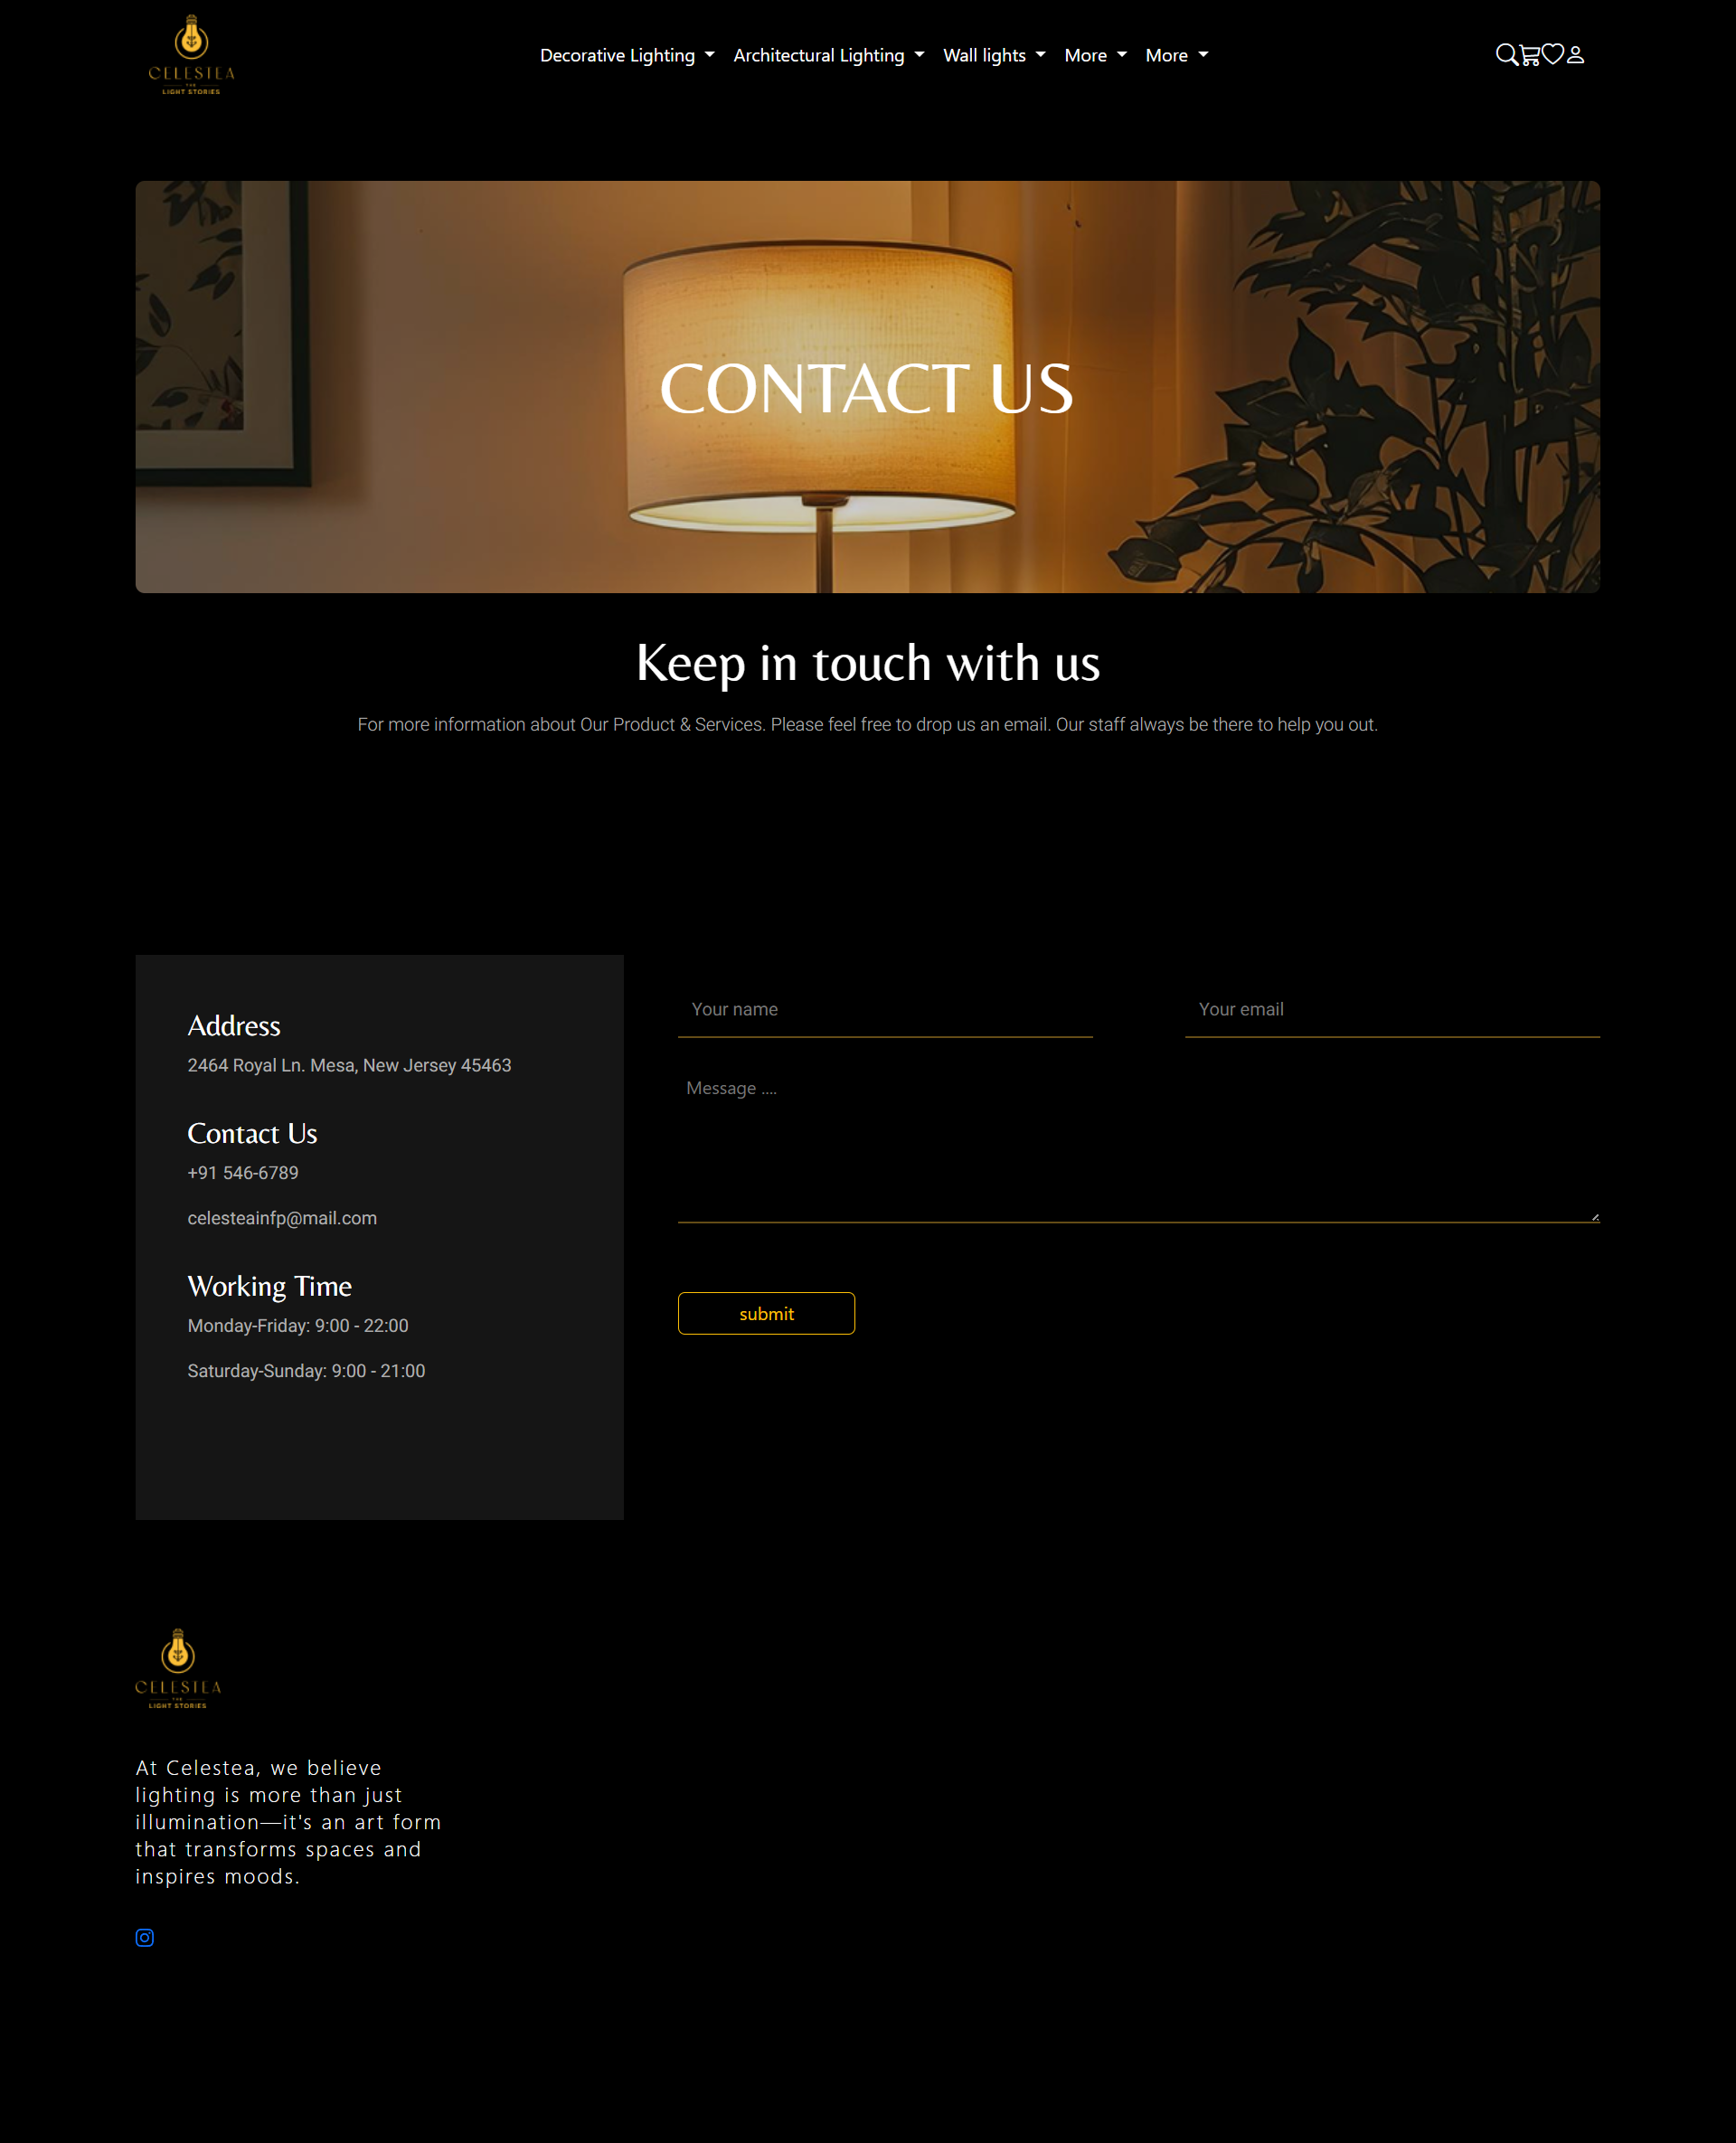 CELESTEA
THE
LIGHT STORIES
Decorative Lighting Architectural Lighting Wall lights More More
CONTACT US
Keep in touch with us
For more information about Our Product & Services. Please feel free to drop us an email. Our staff always be there to help you out.
Address
2464 Royal Ln. Mesa, New Jersey 45463
Contact Us
+91 546-6789
celesteainfp@mail.com
Working Time
Monday-Friday: 9:00 - 22:00
Saturday-Sunday: 9:00 - 21:00
Your name Your email
Message ....
submit
CELESTEA
THE
LIGHT STORIES
At Celestea, we believe
lighting is more than just
illumination—it's an art form
that transforms spaces and
inspires moods.